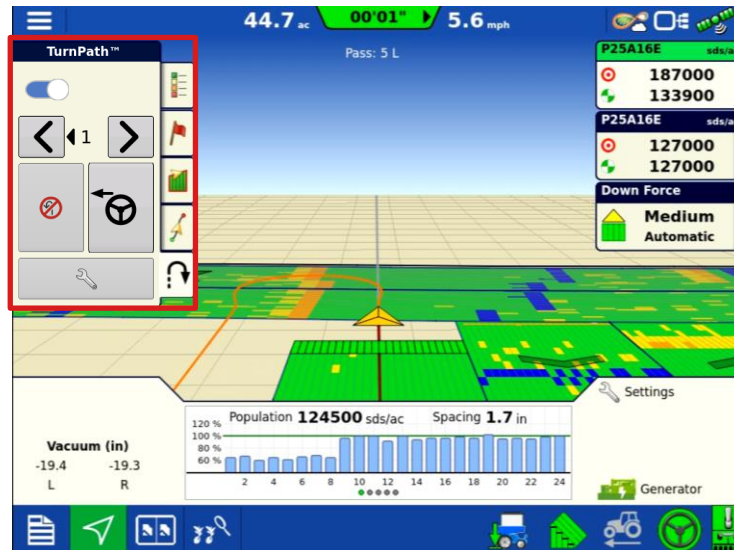 44.7 ac
00'01"
5.6 mph
TurnPath™
Pass: 5 L
1
P25A16E sds/a
187000
133900
P25A16E sds/a
127000
127000
Down Force
Medium
Automatic
Settings
Population 124500 sds/ac Spacing 1.7 in
120 %
100 %
80 %
60 %
2 4 6 8 10 12 14 16 18 20 22 24
Vacuum (in)
-19.4 -19.3
L R
Generator